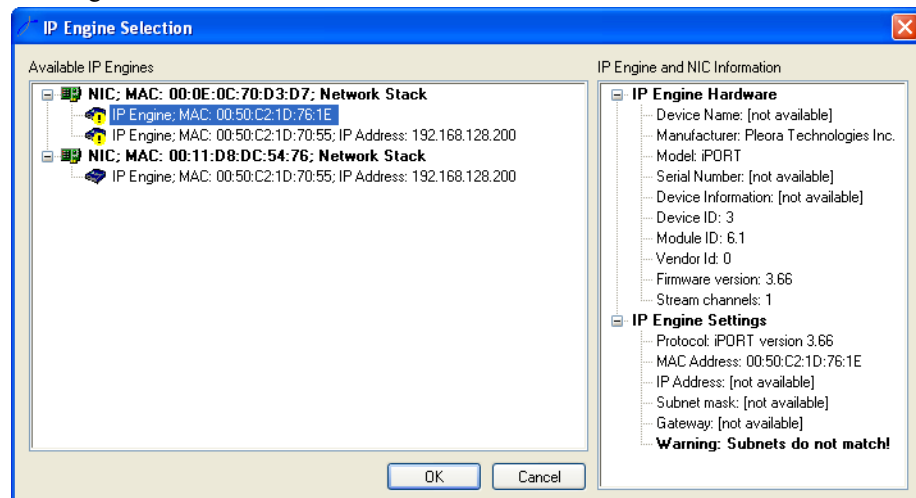 IP Engine Selection
Available IP Engines
NIC; MAC: 00:0E:0C:70:D3:D7; Network Stack
IP Engine; MAC: 00:50:C2:1D:76:1E
IP Engine; MAC: 00:50:C2:1D:70:55; IP Address: 192.168.128.200
NIC; MAC: 00:11:D8:DC:54:76; Network Stack
IP Engine; MAC: 00:50:C2:1D:70:55; IP Address: 192.168.128.200
IP Engine and NIC Information
IP Engine Hardware
Device Name: [not available]
Manufacturer: Pleora Technologies Inc.
Model: iPORT
Serial Number: [not available]
Device Information: [not available]
Device ID: 3
Module ID: 6.1
Vendor Id: 0
Firmware version: 3.66
Stream channels: 1
IP Engine Settings
Protocol: iPORT version 3.66
MAC Address: 00:50:C2:1D:76:1E
IP Address: [not available]
Subnet mask: [not available]
Gateway: [not available]
Warning: Subnets do not match!
OK
Cancel